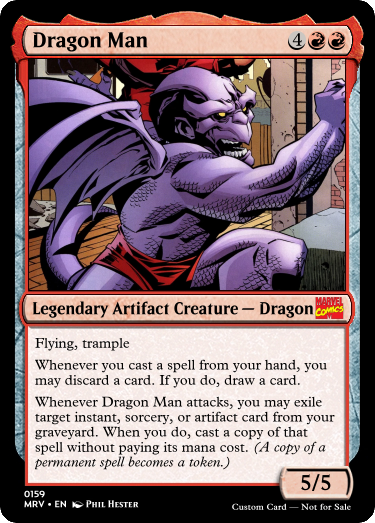 Dragon Man 4
Legendary Artifact Creature — Dragon MARVEL COMICS
Flying, trample
Whenever you cast a spell from your hand, you
may discard a card. If you do, draw a card.
Whenever Dragon Man attacks, you may exile
target instant, sorcery, or artifact card from your
graveyard. When you do, cast a copy of that
spell without paying its mana cost. (A copy of a
permanent spell becomes a token.)
5/5
0159
MRV • EN PHIL HESTER
Custom Card — Not for Sale